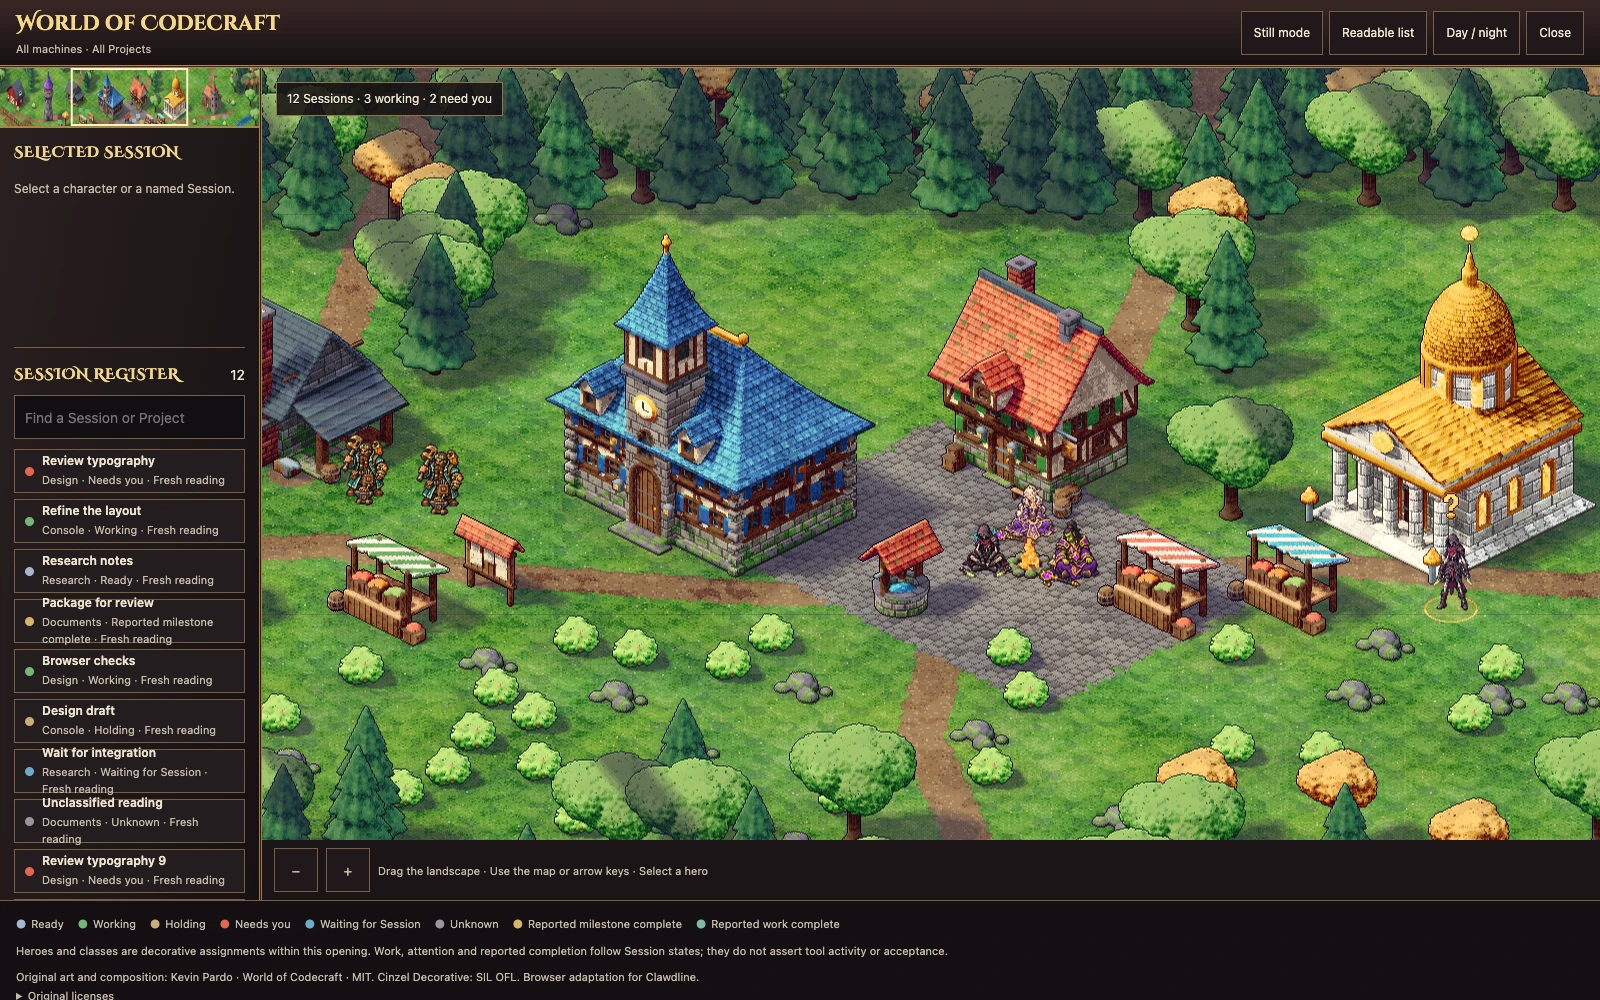 World of Codecraft
All machines · All Projects
Still mode
Readable list
Day / night
Close
12 Sessions · 3 working · 2 need you
Selected Session
Select a character or a named Session.
Session Register
12
Find a Session or Project
Review typography
Design · Needs you · Fresh reading
Refine the layout
Console · Working · Fresh reading
Research notes
Research · Ready · Fresh reading
Package for review
Documents · Reported milestone
complete · Fresh reading
Browser checks
Design · Working · Fresh reading
Design draft
Console · Holding · Fresh reading
Wait for integration
Research · Waiting for Session ·
Fresh reading
Unclassified reading
Documents · Unknown · Fresh
reading
Review typography 9
Design · Needs you · Fresh reading
?
−
+
Drag the landscape · Use the map or arrow keys · Select a hero
Ready
Working
Holding
Needs you
Waiting for Session
Unknown
Reported milestone complete
Reported work complete
Heroes and classes are decorative assignments within this opening. Work, attention and reported completion follow Session states; they do not assert tool activity or acceptance.
Original art and composition: Kevin Pardo · World of Codecraft · MIT. Cinzel Decorative: SIL OFL. Browser adaptation for Clawdline.
▶ Original licenses